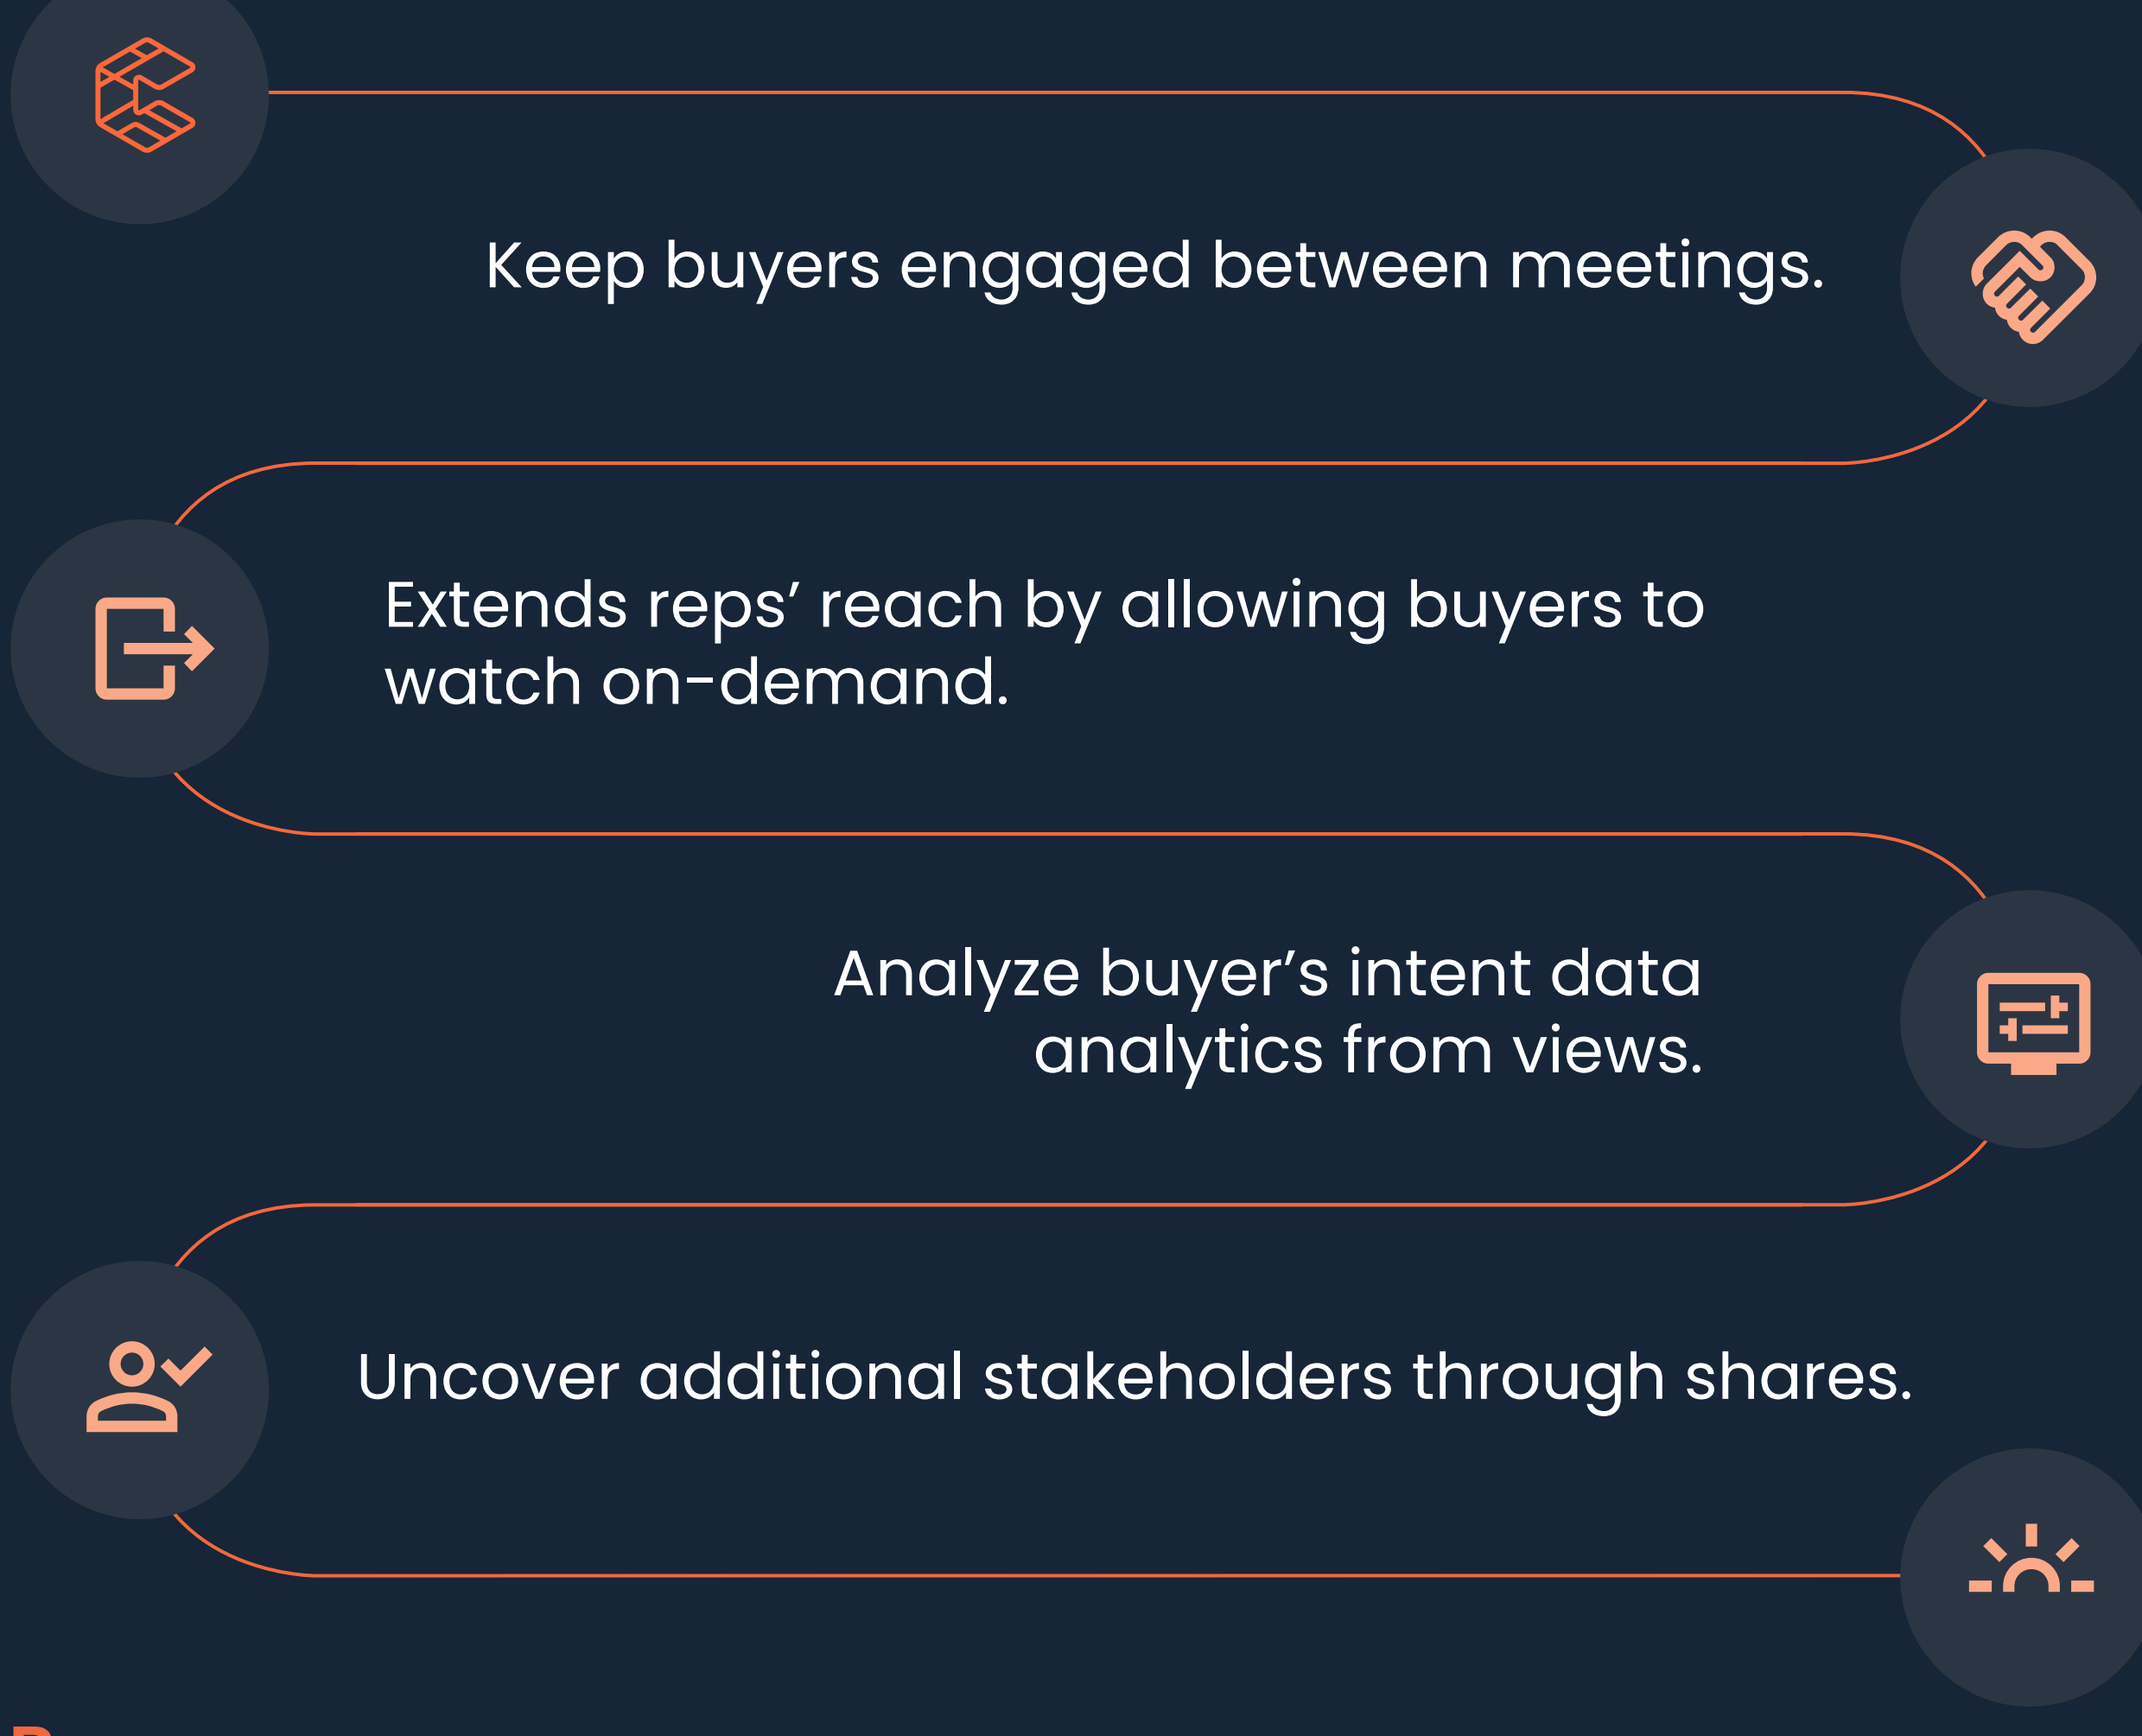 Keep buyers engaged between meetings.
Extends reps’ reach by allowing buyers to
watch on-demand.
Analyze buyer’s intent data
analytics from views.
Uncover additional stakeholders through shares.